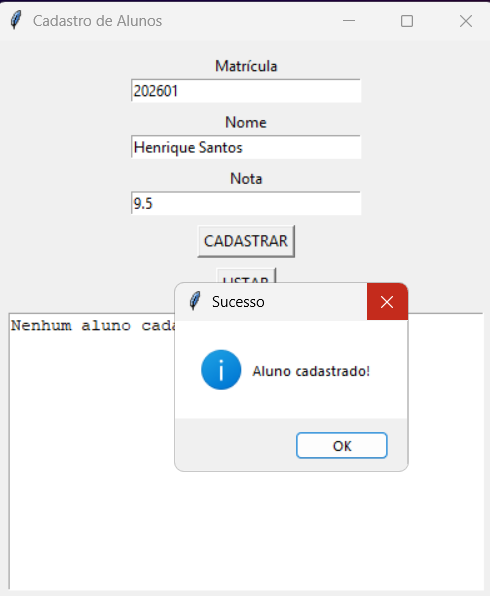 Cadastro de Alunos
Matrícula
202601
Nome
Henrique Santos
Nota
9.5
CADASTRAR
LISTAR
Sucesso
Nenhum aluno cada
Aluno cadastrado!
OK